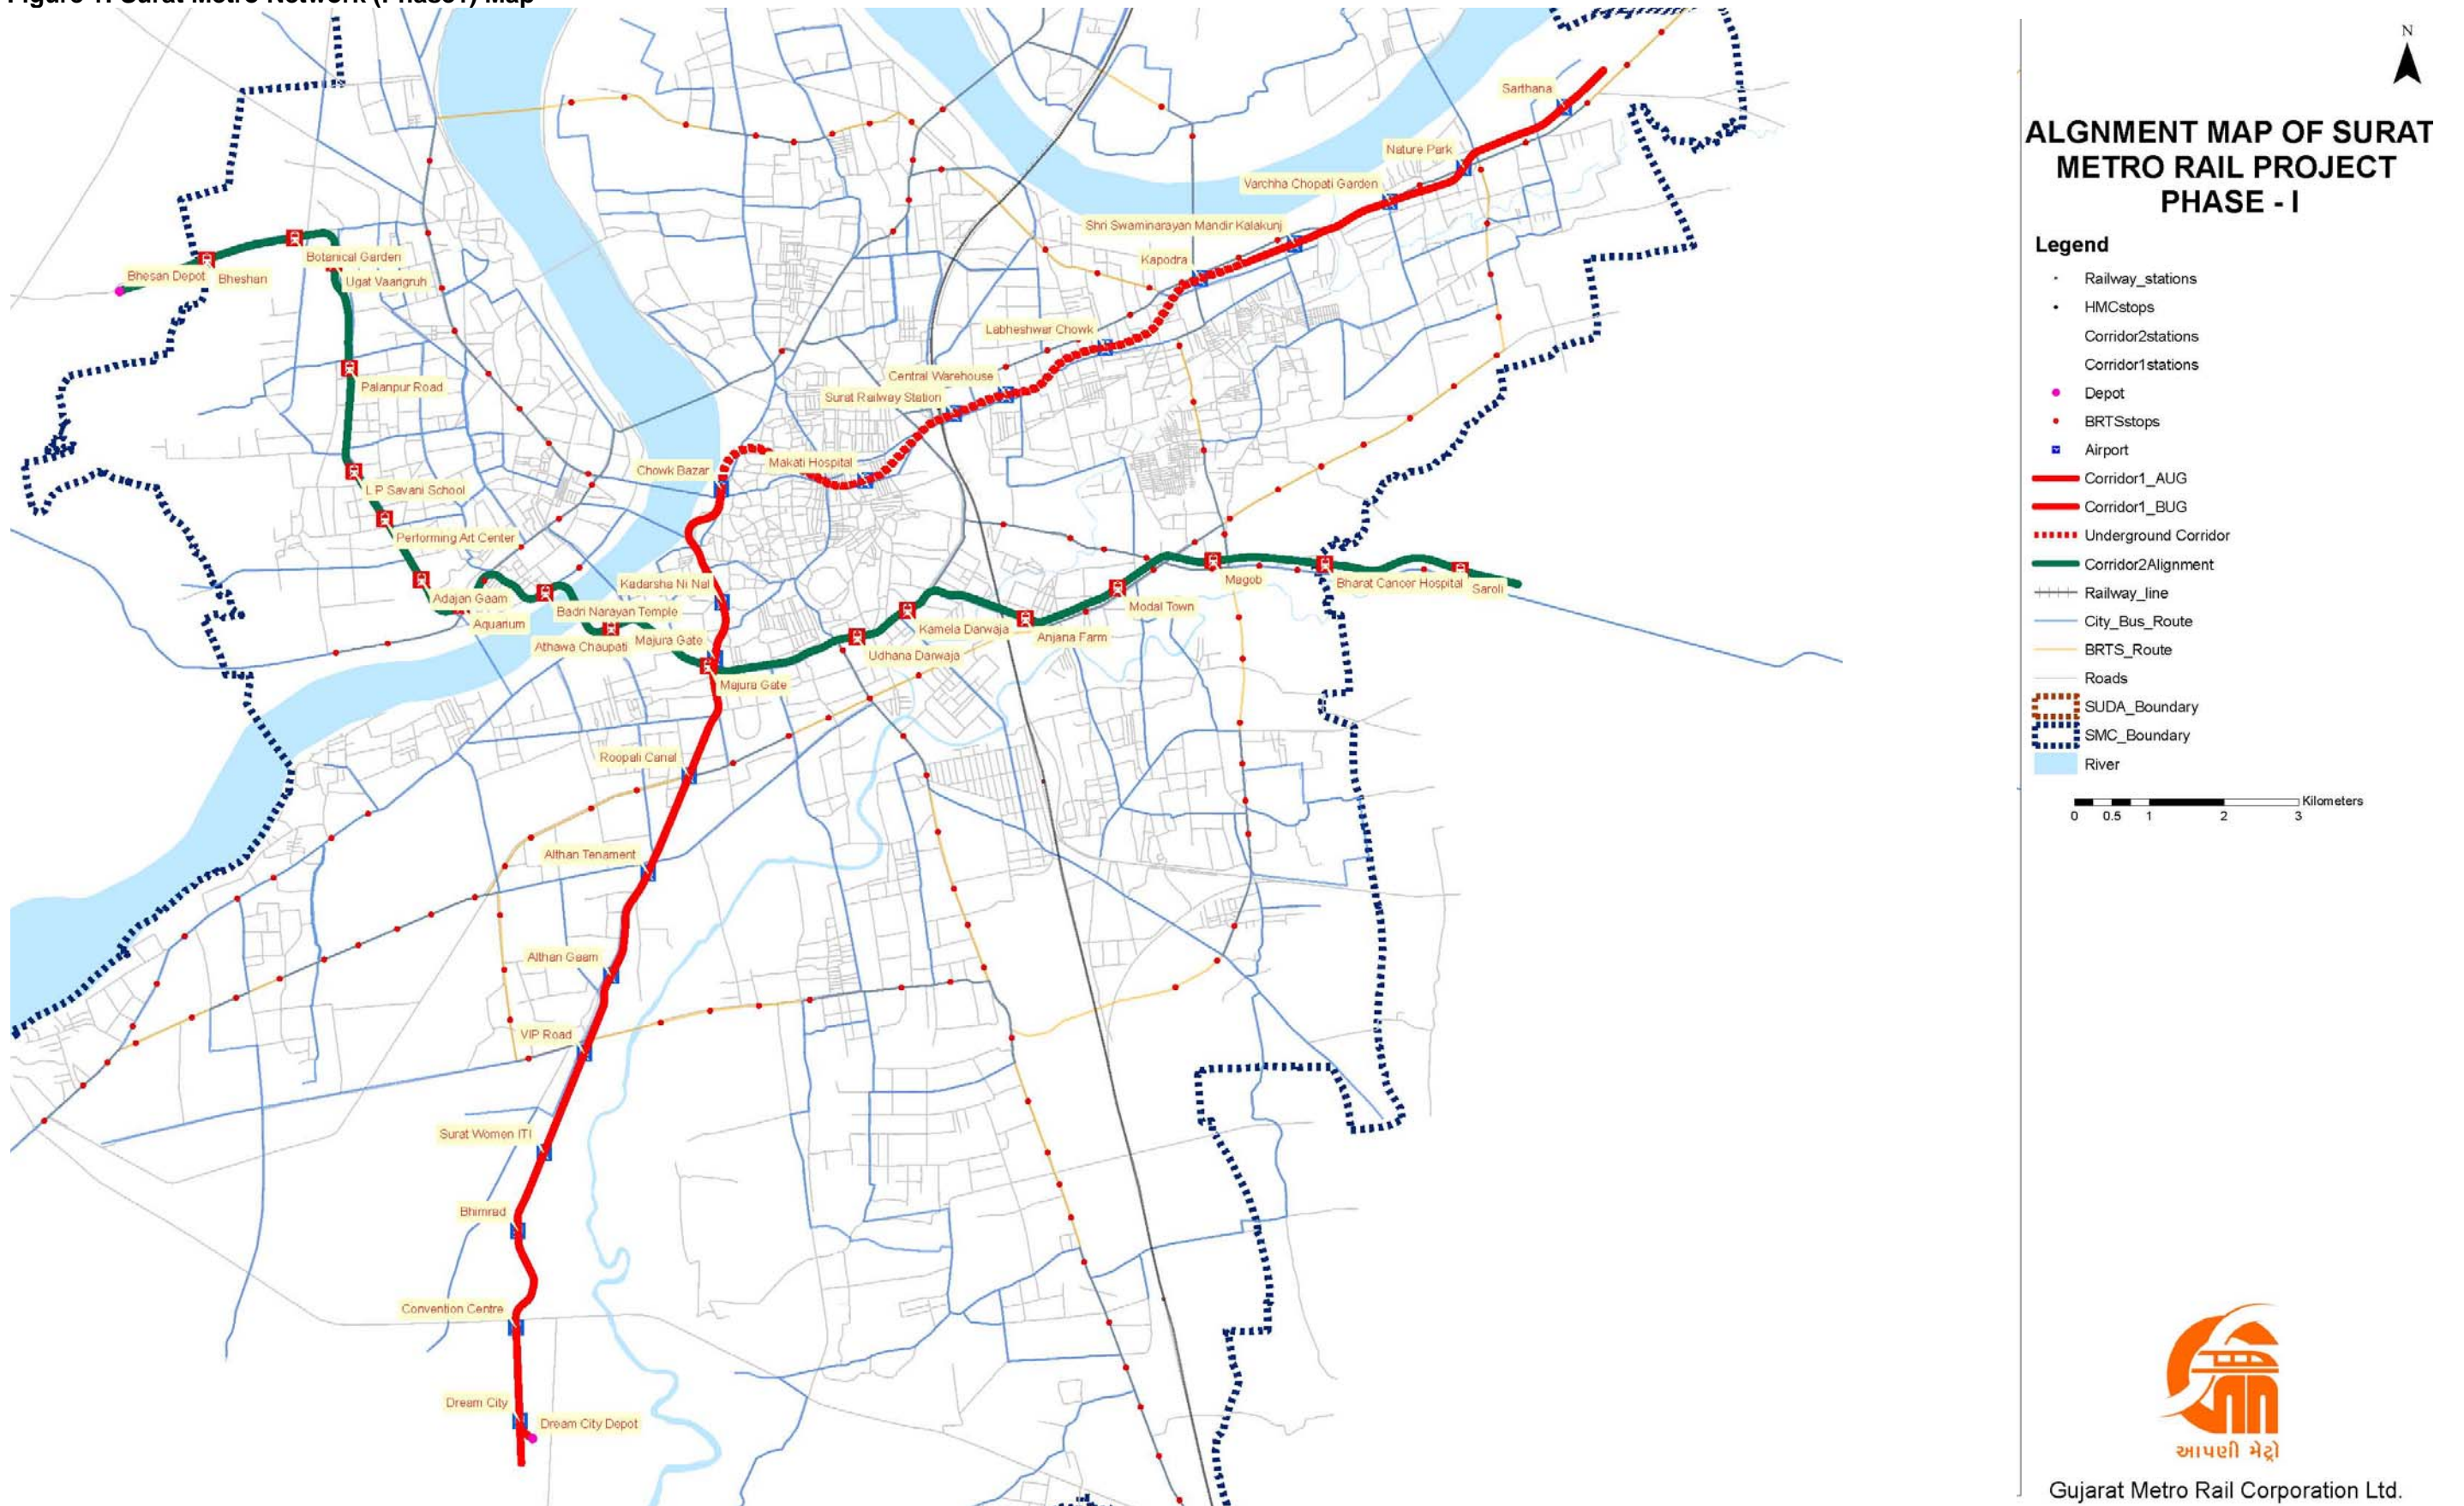 Figure 1: Surat Metro Network (Phase1) Map
N
ALGNMENT MAP OF SURAT
METRO RAIL PROJECT
PHASE - I
Legend
Railway_stations
HMCstops
Corridor2stations
Corridor1stations
Depot
BRTSstops
Airport
Corridor1_AUG
Corridor1_BUG
Underground Corridor
Corridor2Alignment
Railway_line
City_Bus_Route
BRTS_Route
Roads
SUDA_Boundary
SMC_Boundary
River
Kilometers
0 0.5 1 2 3
Sarthana
Nature Park
Varchha Chopati Garden
Shri Swaminarayan Mandir Kalakunj
Kapodra
Labheshwar Chowk
Central Warehouse
Surat Railway Station
Makati Hospital
Chowk Bazar
Kadarsha Ni Nal
Majura Gate
Majura Gate
Roopali Canal
Althan Tenament
Althan Gaam
VIP Road
Surat Women ITI
Bhimrad
Convention Centre
Dream City
Dream City Depot
Bhesan Depot
Bheshan
Botanical Garden
Ugat Vaangruh
Palanpur Road
L P Savani School
Performing Art Center
Adajan Gaam
Aquarium
Badri Narayan Temple
Athawa Chaupati
Udhana Darwaja
Kamela Darwaja
Anjana Farm
Modal Town
Magob
Bharat Cancer Hospital
Saroli
આપણી મેટ્રો
Gujarat Metro Rail Corporation Ltd.